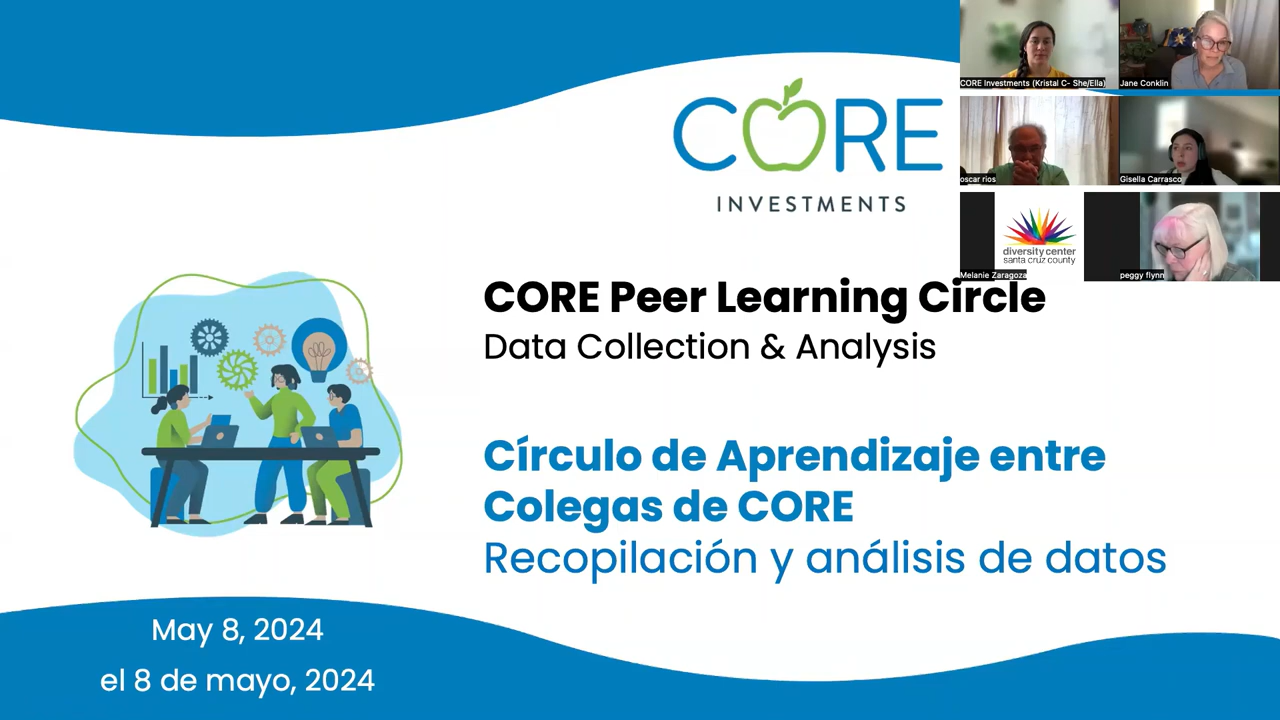 CORE
INVESTMENTS
CORE Investments (Kristal C- She/Ella)
Jane Conklin
oscar rios
Gisella Carrasco
diversity center
santa cruz county
Melanie Zaragoza
peggy flynn
CORE Peer Learning Circle
Data Collection & Analysis
Círculo de Aprendizaje entre
Colegas de CORE
Recopilación y análisis de datos
May 8, 2024
el 8 de mayo, 2024